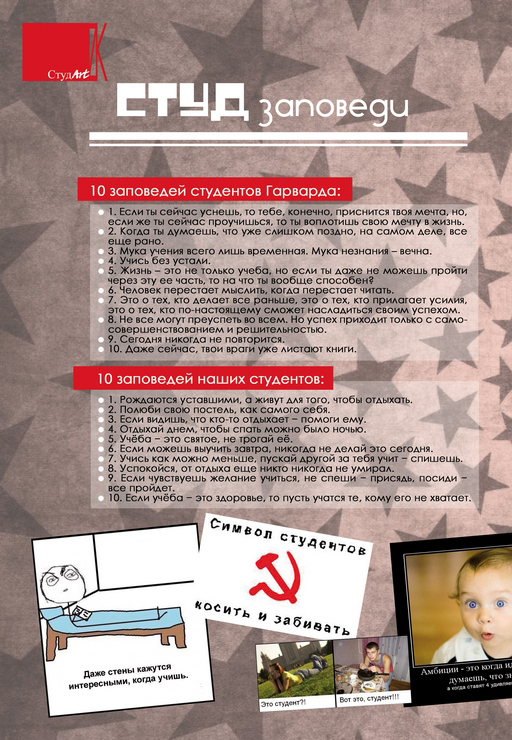 СтудArt
СТУД заповеди
10 заповедей студентов Гарварда:
1. Если ты сейчас уснешь, то тебе, конечно, приснится твоя мечта, но,
если же ты сейчас проучишься, то ты воплотишь свою мечту в жизнь.
2. Когда ты думаешь, что уже слишком поздно, на самом деле, все
еще рано.
3. Мука учения всего лишь временная. Мука незнания – вечна.
4. Учись без устали.
5. Жизнь – это не только учеба, но если ты даже не можешь пройти
через эту ее часть, то на что ты вообще способен?
6. Человек перестает мыслить, когда перестает читать.
7. Это о тех, кто делает все раньше, это о тех, кто прилагает усилия,
это о тех, кто по-настоящему сможет насладиться своим успехом.
8. Не все могут преуспеть во всем. Но успех приходит только с само-
совершенствованием и решительностью.
9. Сегодня никогда не повторится.
10. Даже сейчас, твои враги уже листают книги.
10 заповедей наших студентов:
1. Рождаются уставшими, а живут для того, чтобы отдыхать.
2. Полюби свою постель, как самого себя.
3. Если видишь, что кто-то отдыхает – помоги ему.
4. Отдыхай днем, чтобы спать можно было ночью.
5. Учёба – это святое, не трогай её.
6. Если можешь выучить завтра, никогда не делай это сегодня.
7. Учись как можно меньше, пускай другой за тебя учит – спишешь.
8. Успокойся, от отдыха еще никто никогда не умирал.
9. Если чувствуешь желание учиться, не спеши – присядь, посиди –
все пройдет.
10. Если учёба – это здоровье, то пусть учатся те, кому его не хватает.
Символ студентов
косить и забивать
Даже стены кажутся
интересными, когда учишь.
Это студент?!
Вот это, студент!!!
Амбиции - это когда
думаешь, что
а когда ставят 4